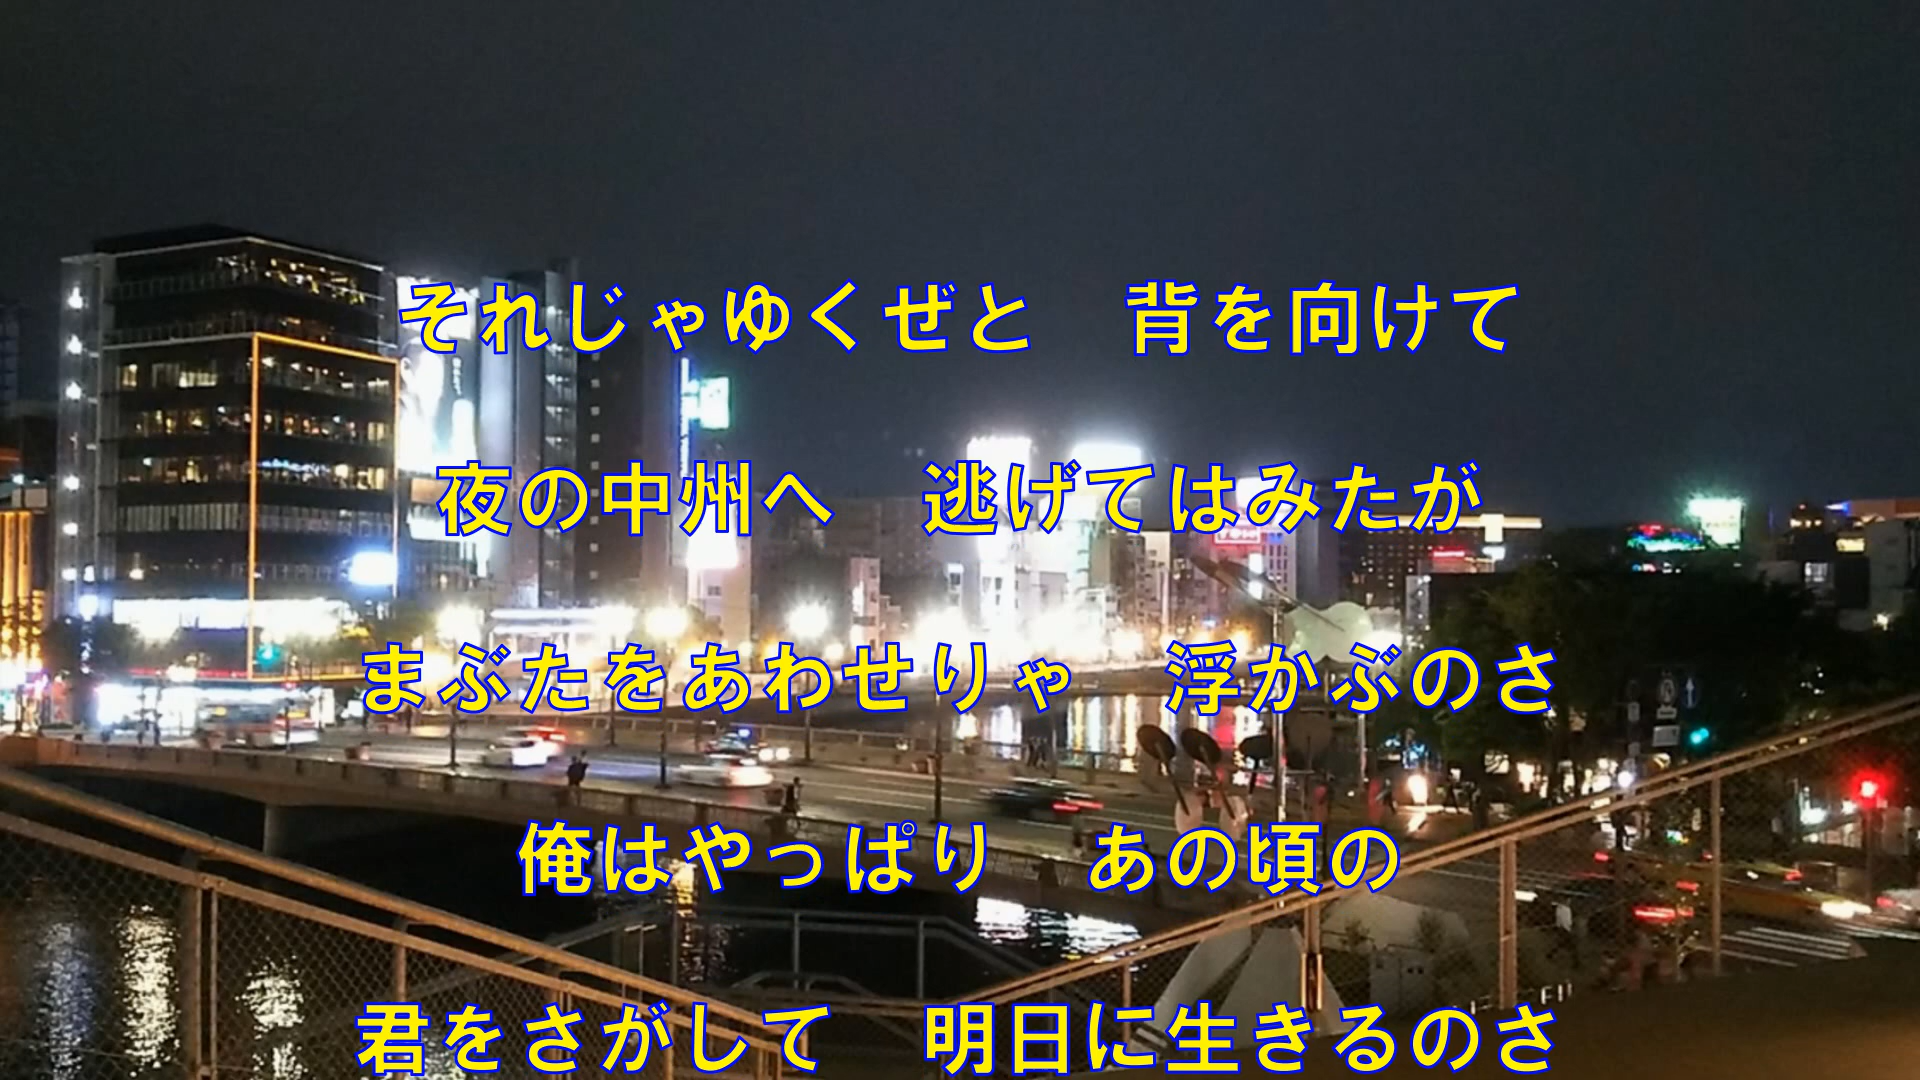 それじゃゆくぜと　背を向けて
夜の中州へ　逃げてはみたが
まぶたをあわせりゃ　浮かぶのさ
俺はやっぱり　あの頃の
君をさがして　明日に生きるのさ